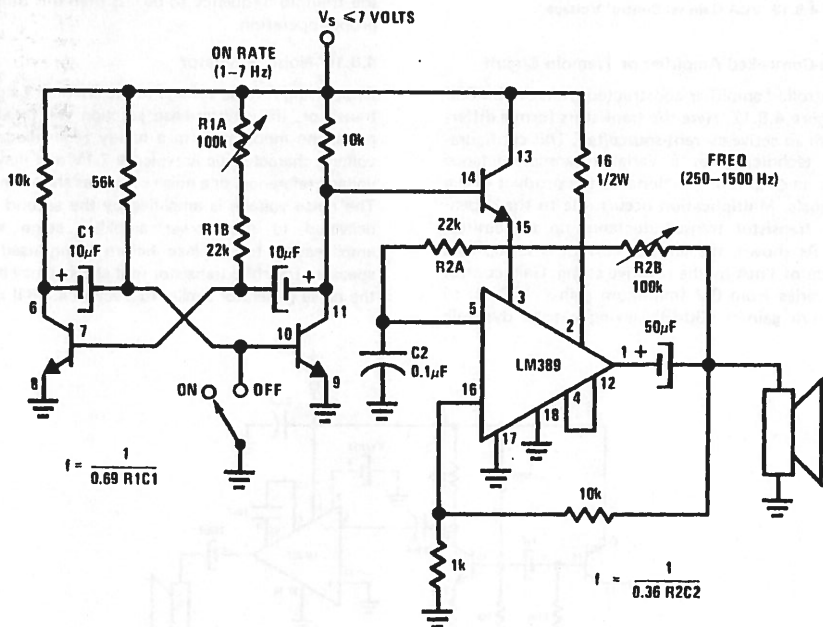 V_S ≤7 VOLTS
ON RATE
(1–7 Hz)
R1A
100k
10k
13
10k
56k
14
16
1/2W
FREQ
(250–1500 Hz)
C1
10µF
R1B
22k
10µF
22k
15
R2A
R2B
100k
+
+
6
11
3
5
2
50µF
7
10
C2
0.1µF
LM389
1
+
8
9
ON
OFF
16
4
12
18
17
f = 1 / 0.69 R1C1
10k
1k
f = 1 / 0.36 R2C2